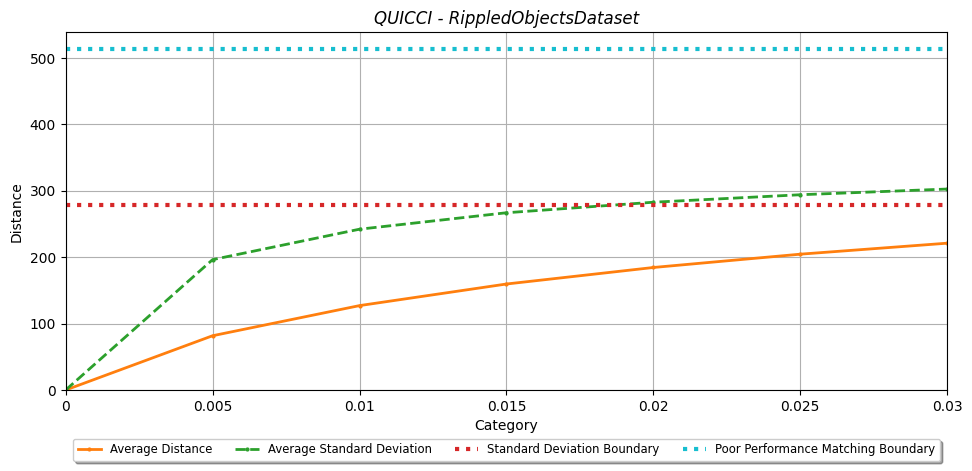 QUICCI - RippledObjectsDataset
500
400
300
200
100
0
Distance
0 0.005 0.01 0.015 0.02 0.025 0.03
Category
Average Distance Average Standard Deviation Standard Deviation Boundary Poor Performance Matching Boundary